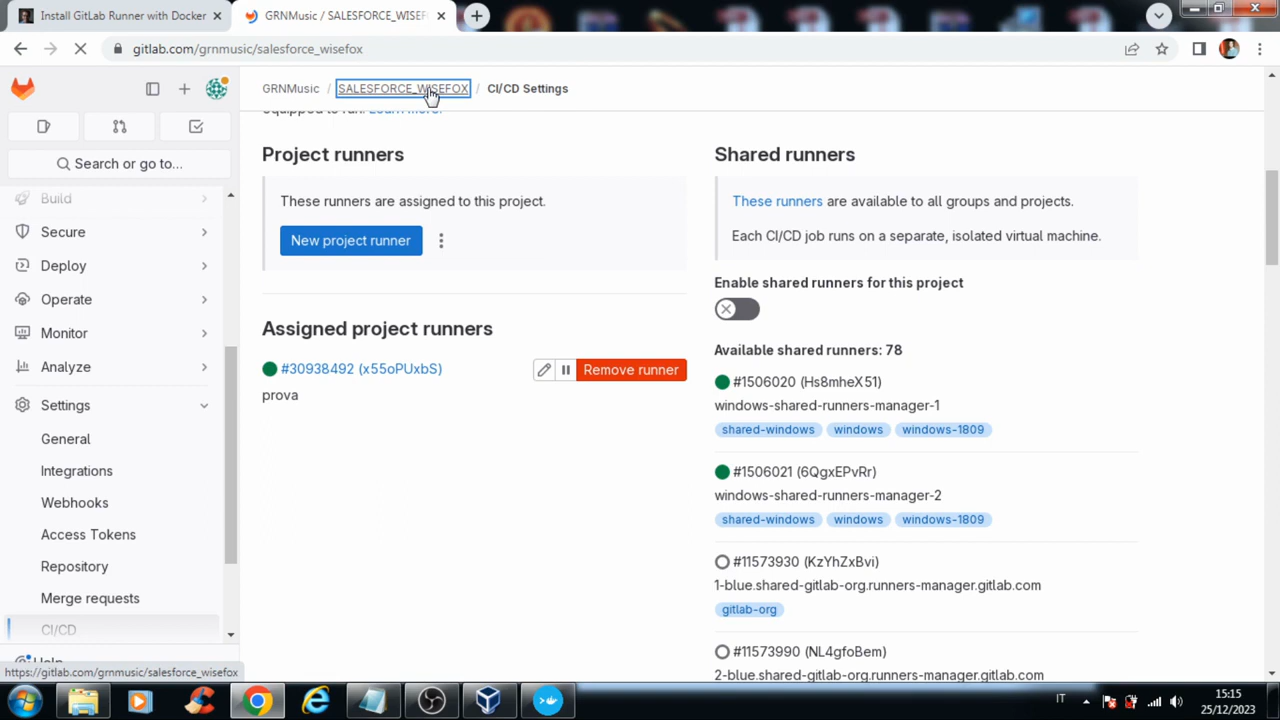 Install GitLab Runner with Docker
GRNMusic / SALESFORCE_WISEF
gitlab.com/grnmusic/salesforce_wisefox
GRNMusic / SALESFORCE_WISEFOX / CI/CD Settings
Search or go to...
Build
Secure
Deploy
Operate
Monitor
Analyze
Settings
General
Integrations
Webhooks
Access Tokens
Repository
Merge requests
CI/CD
Help
https://gitlab.com/grnmusic/salesforce_wisefox
equipped to run. Learn more.
Project runners
These runners are assigned to this project.
New project runner
Assigned project runners
#30938492 (x55oPUxbS)
Remove runner
prova
Shared runners
These runners are available to all groups and projects.
Each CI/CD job runs on a separate, isolated virtual machine.
Enable shared runners for this project
Available shared runners: 78
#1506020 (Hs8mheX51)
windows-shared-runners-manager-1
shared-windows windows windows-1809
#1506021 (6QgxEPvRr)
windows-shared-runners-manager-2
shared-windows windows windows-1809
#11573930 (KzYhZxBvi)
1-blue.shared-gitlab-org.runners-manager.gitlab.com
gitlab-org
#11573990 (NL4gfoBem)
2-blue.shared-gitlab-org.runners-manager.gitlab.com
IT
15:15
25/12/2023